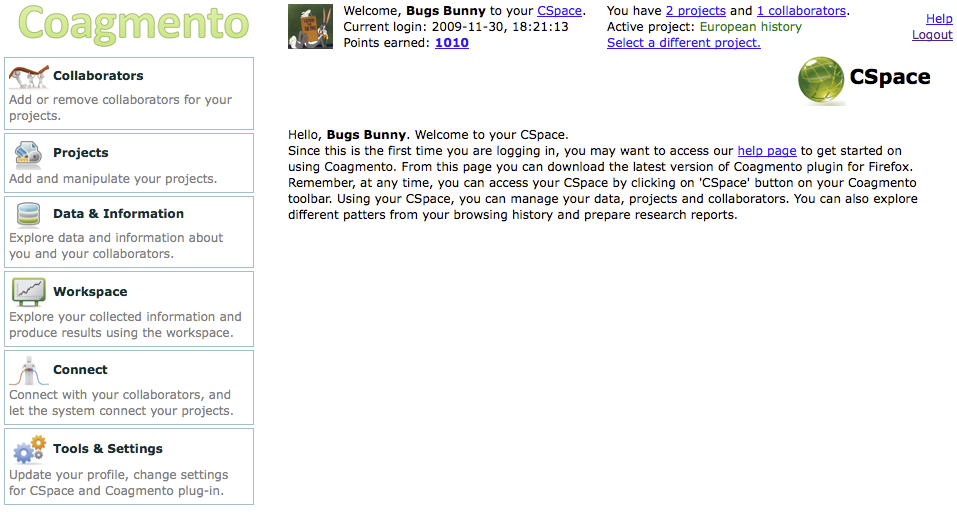 Coagmento
Welcome, Bugs Bunny to your CSpace.
Current login: 2009-11-30, 18:21:13
Points earned: 1010
You have 2 projects and 1 collaborators.
Active project: European history
Select a different project.
Help
Logout
Collaborators
Add or remove collaborators for your
projects.
Projects
Add and manipulate your projects.
Data & Information
Explore data and information about
you and your collaborators.
Workspace
Explore your collected information and
produce results using the workspace.
Connect
Connect with your collaborators, and
let the system connect your projects.
Tools & Settings
Update your profile, change settings
for CSpace and Coagmento plug-in.
CSpace
Hello, Bugs Bunny. Welcome to your CSpace.
Since this is the first time you are logging in, you may want to access our help page to get started on
using Coagmento. From this page you can download the latest version of Coagmento plugin for Firefox.
Remember, at any time, you can access your CSpace by clicking on 'CSpace' button on your Coagmento
toolbar. Using your CSpace, you can manage your data, projects and collaborators. You can also explore
different patters from your browsing history and prepare research reports.